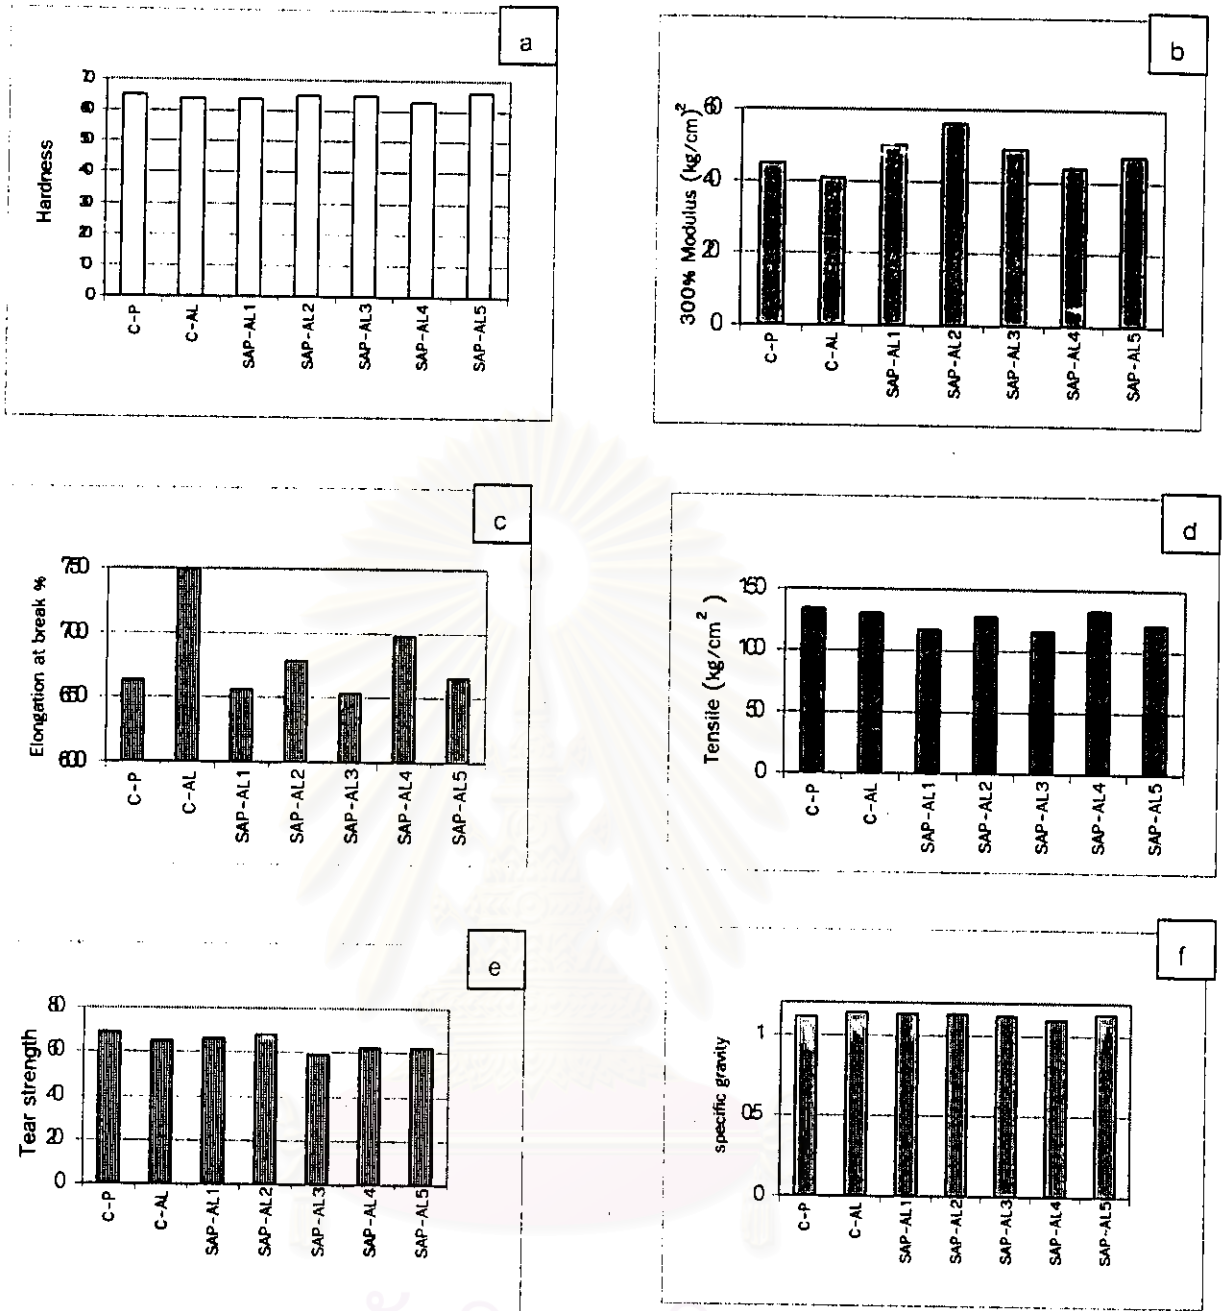 a
Hardness
70
60
50
40
30
20
10
0
C-P
C-AL
SAP-AL1
SAP-AL2
SAP-AL3
SAP-AL4
SAP-AL5
b
300% Modulus (kg/cm)²
60
40
20
0
C-P
C-AL
SAP-AL1
SAP-AL2
SAP-AL3
SAP-AL4
SAP-AL5
c
Elongation at break %
750
700
650
600
C-P
C-AL
SAP-AL1
SAP-AL2
SAP-AL3
SAP-AL4
SAP-AL5
d
Tensile (kg/cm²)
150
100
50
0
C-P
C-AL
SAP-AL1
SAP-AL2
SAP-AL3
SAP-AL4
SAP-AL5
e
Tear strength
80
60
40
20
0
C-P
C-AL
SAP-AL1
SAP-AL2
SAP-AL3
SAP-AL4
SAP-AL5
f
specific gravity
1
0.5
0
C-P
C-AL
SAP-AL1
SAP-AL2
SAP-AL3
SAP-AL4
SAP-AL5